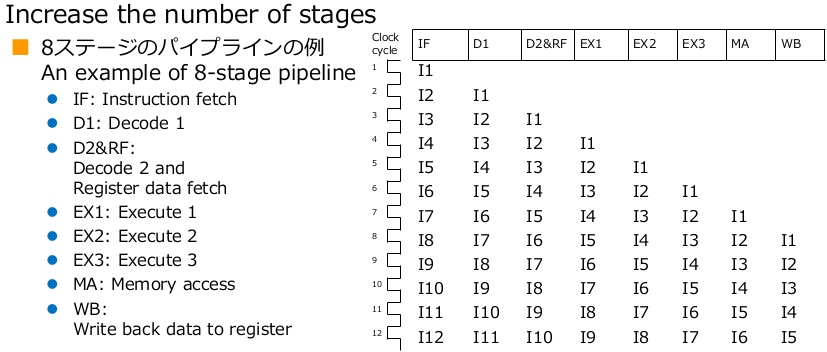 Increase the number of stages
8ステージのパイプラインの例
An example of 8-stage pipeline
IF: Instruction fetch
D1: Decode 1
D2&RF:
Decode 2 and
Register data fetch
EX1: Execute 1
EX2: Execute 2
EX3: Execute 3
MA: Memory access
WB:
Write back data to register
Clock
cycle
IF D1 D2&RF EX1 EX2 EX3 MA WB
1 I1
2 I2 I1
3 I3 I2 I1
4 I4 I3 I2 I1
5 I5 I4 I3 I2 I1
6 I6 I5 I4 I3 I2 I1
7 I7 I6 I5 I4 I3 I2 I1
8 I8 I7 I6 I5 I4 I3 I2 I1
9 I9 I8 I7 I6 I5 I4 I3 I2
10 I10 I9 I8 I7 I6 I5 I4 I3
11 I11 I10 I9 I8 I7 I6 I5 I4
12 I12 I11 I10 I9 I8 I7 I6 I5